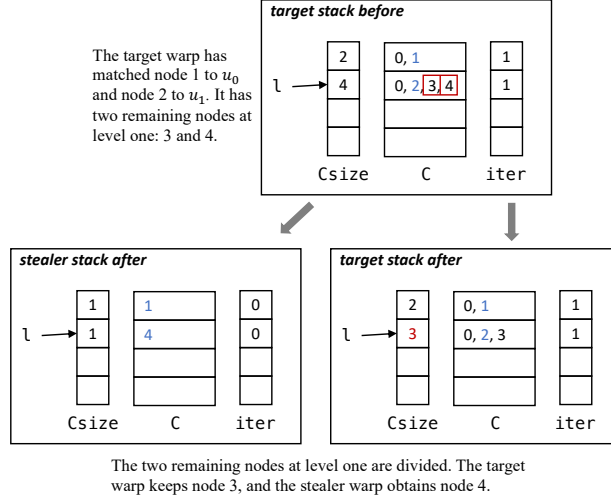 target stack before
The target warp has
matched node 1 to u₀
and node 2 to u₁. It has
two remaining nodes at
level one: 3 and 4.
2 0, 1 1
l 4 0, 2, 3, 4 1
Csize C iter
stealer stack after
1 1 0
l 1 4 0
Csize C iter
target stack after
2 0, 1 1
l 3 0, 2, 3 1
Csize C iter
The two remaining nodes at level one are divided. The target
warp keeps node 3, and the stealer warp obtains node 4.